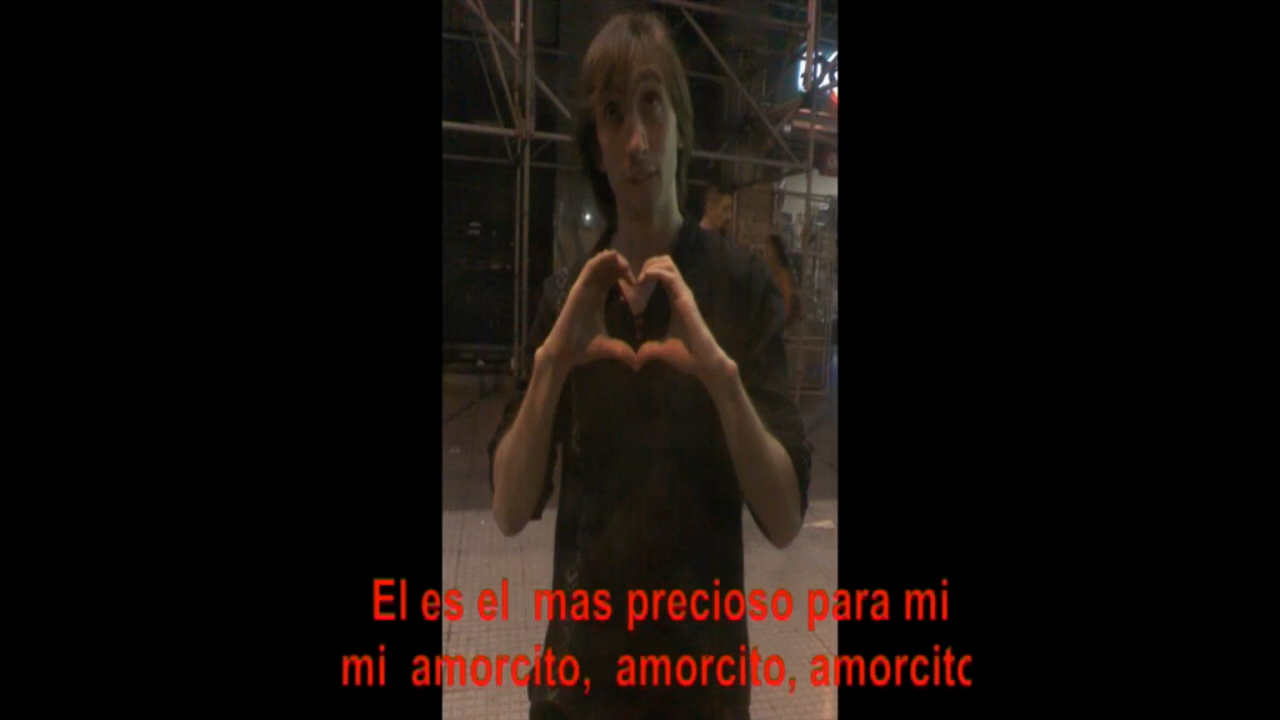 El es el mas precioso para mi
mi amorcito, amorcito, amorcito